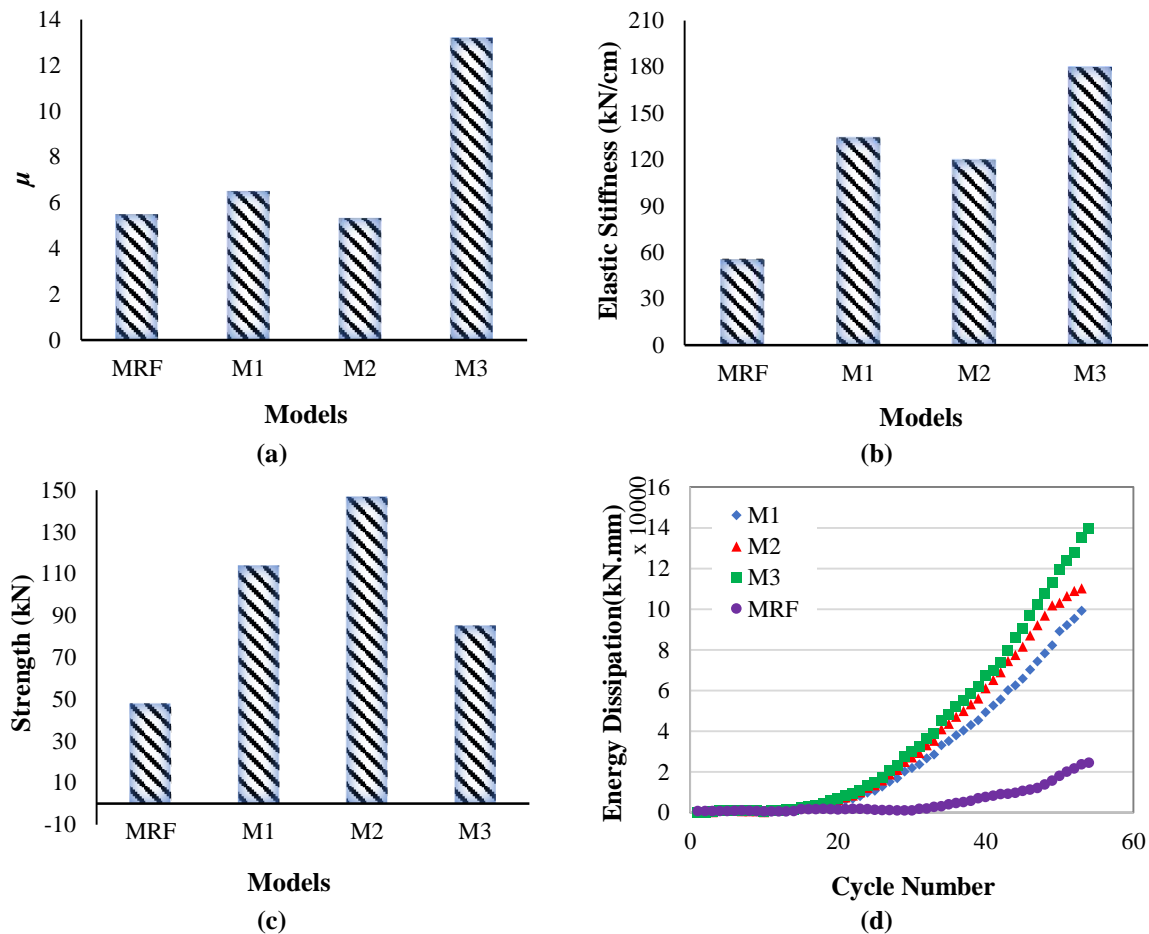 14
12
10
8
6
4
2
0
μ
MRF M1 M2 M3
Models
(a)
210
180
150
120
90
60
30
0
Elastic Stiffness (kN/cm)
MRF M1 M2 M3
Models
(b)
150
130
110
90
70
50
30
10
-10
Strength (kN)
MRF M1 M2 M3
Models
(c)
16
14
12
10
8
6
4
2
0
Energy Dissipation(kN.mm)
x 10000
M1
M2
M3
MRF
0 20 40 60
Cycle Number
(d)